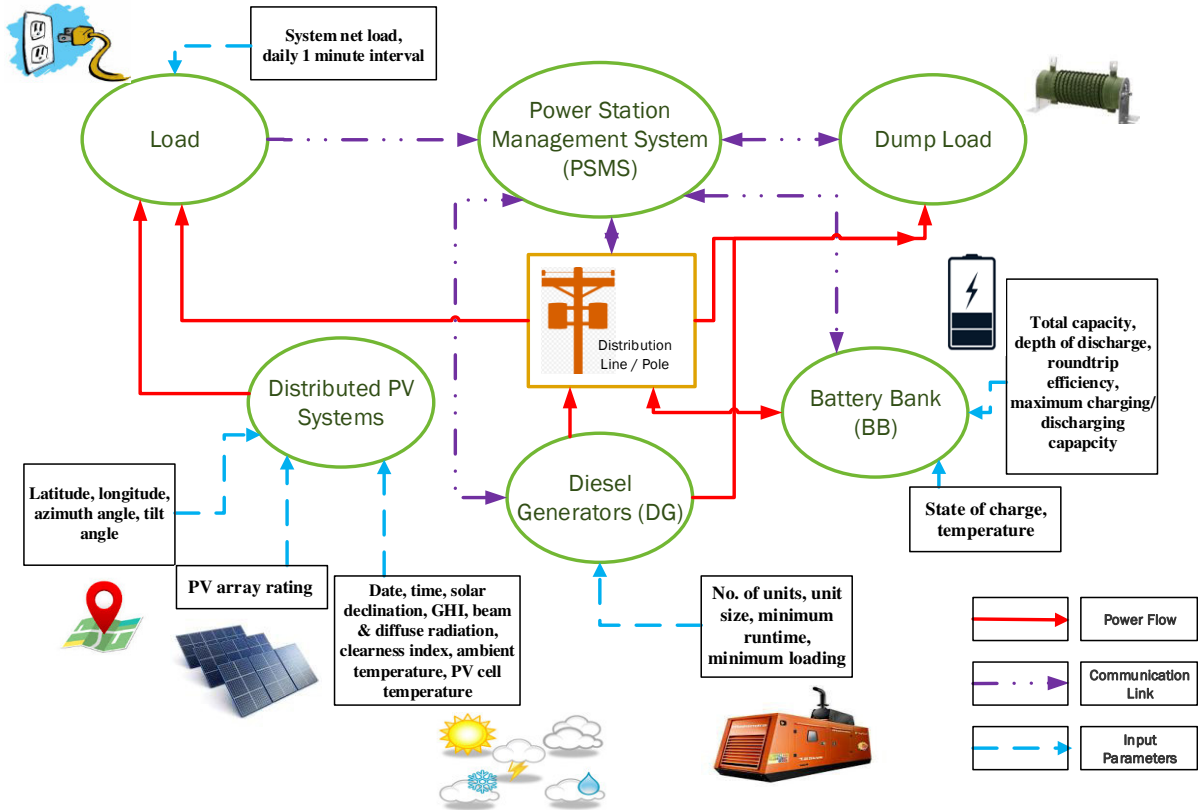 System net load,
daily 1 minute interval
Load
Power Station
Management System
(PSMS)
Dump Load
Distribution
Line / Pole
Distributed PV
Systems
Battery Bank
(BB)
Total capacity,
depth of discharge,
roundtrip
efficiency,
maximum charging/
discharging
capapcity
Diesel
Generators (DG)
Latitude, longitude,
azimuth angle, tilt
angle
State of charge,
temperature
PV array rating
Date, time, solar
declination, GHI, beam
& diffuse radiation,
clearness index, ambient
temperature, PV cell
temperature
No. of units, unit
size, minimum
runtime,
minimum loading
Power Flow
Communication
Link
Input
Parameters